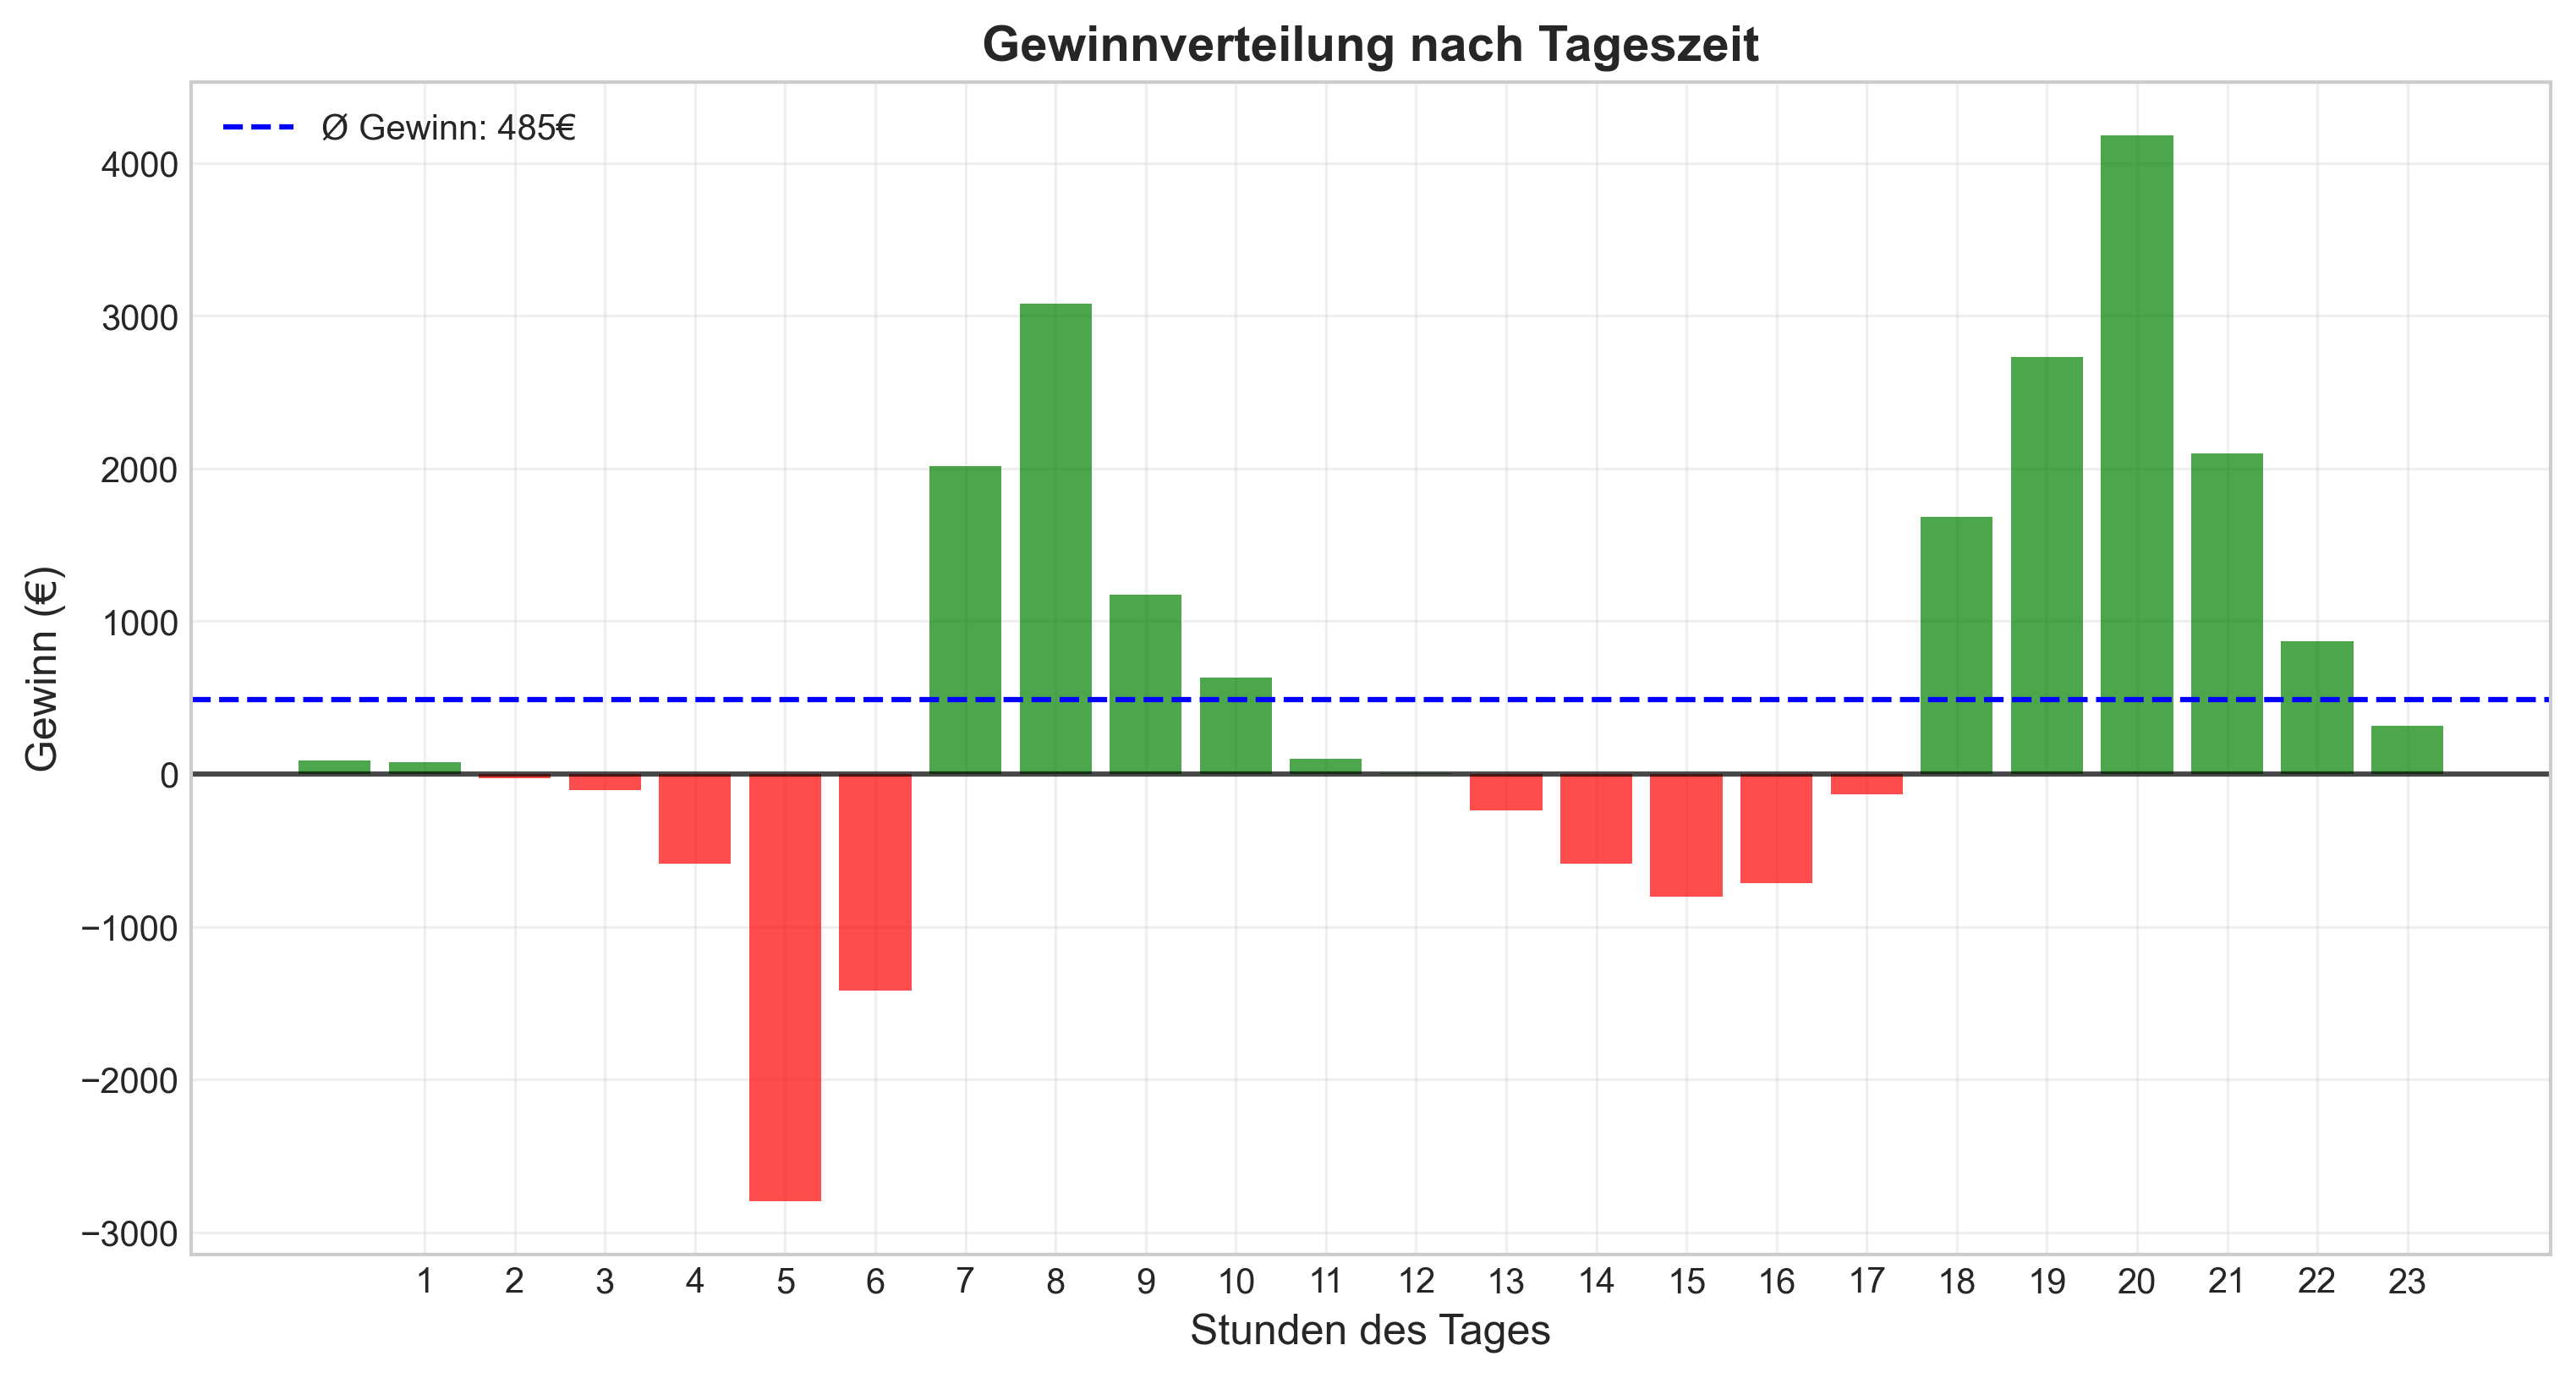 Gewinnverteilung nach Tageszeit
Ø Gewinn: 485€
Gewinn (€)
4000
3000
2000
1000
0
−1000
−2000
−3000
1 2 3 4 5 6 7 8 9 10 11 12 13 14 15 16 17 18 19 20 21 22 23
Stunden des Tages